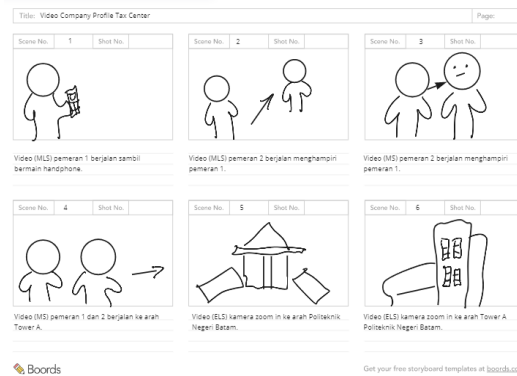 Title: Video Company Profile Tax Center
Page:
Scene No. 1 Shot No.
Scene No. 2 Shot No.
Scene No. 3 Shot No.
Video (MLS) pemeran 1 berjalan sambil
bermain handphone.
Video (MLS) pemeran 2 berjalan menghampiri
pemeran 1.
Video (MS) pemeran 2 berjalan menghampiri
pemeran 1.
Scene No. 4 Shot No.
Scene No. 5 Shot No.
Scene No. 6 Shot No.
Video (MS) pemeran 1 dan 2 berjalan ke arah
Tower A.
Video (ELS) kamera zoom in ke arah Politeknik
Negeri Batam.
Video (ELS) kamera zoom in ke arah Tower A
Politeknik Negeri Batam.
Boords
Get your free storyboard templates at boords.co